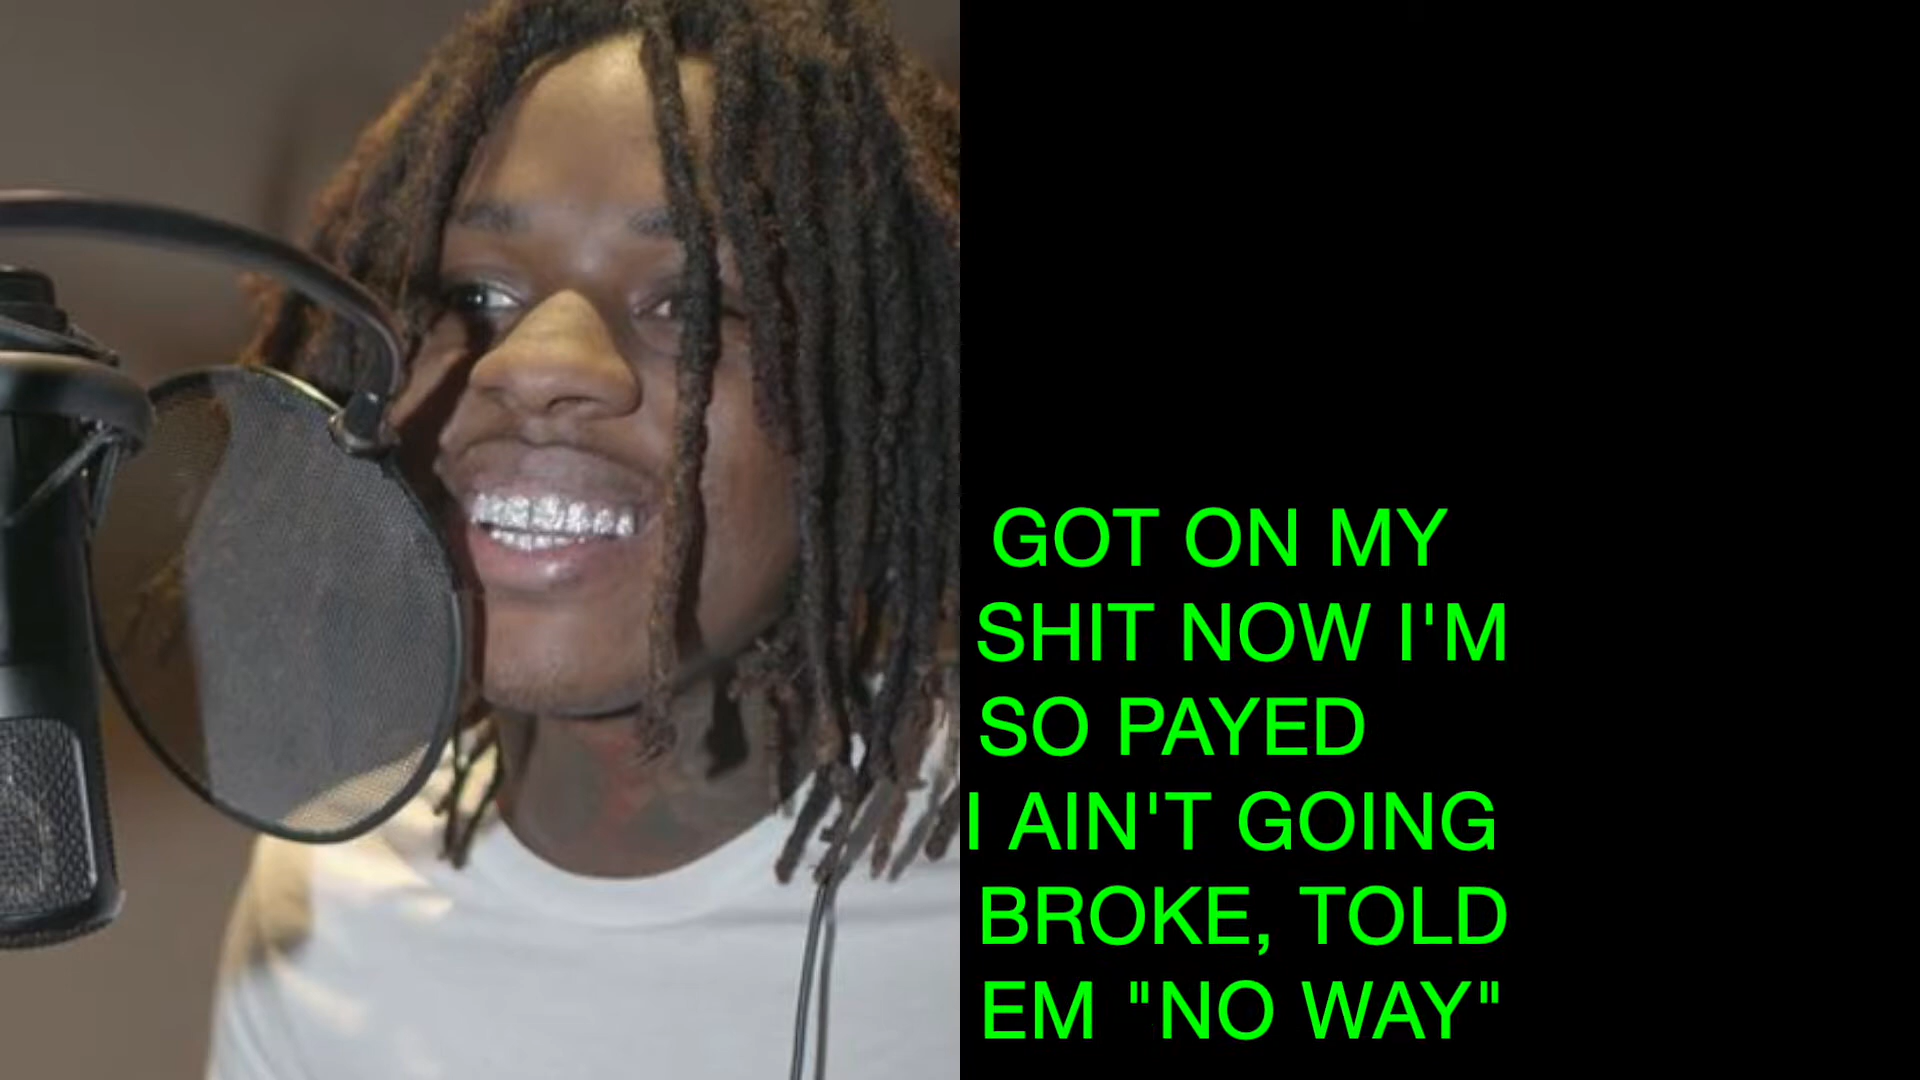 GOT ON MY
SHIT NOW I'M
SO PAYED
I AIN'T GOING
BROKE, TOLD
EM "NO WAY"